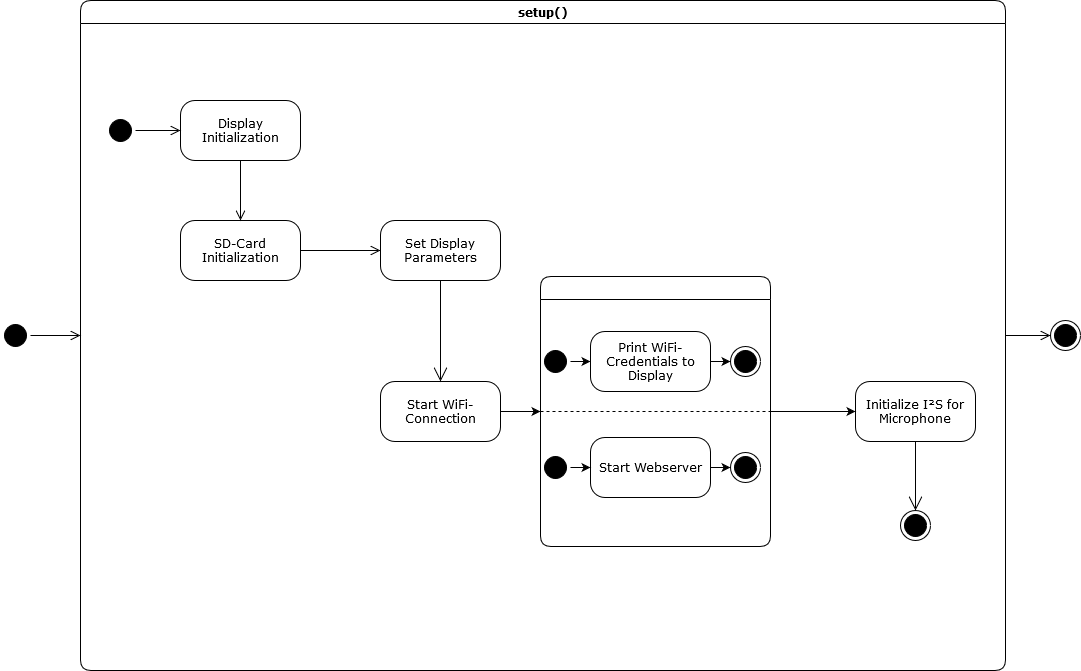 setup()
Display
Initialization
SD-Card
Initialization
Set Display
Parameters
Start WiFi-
Connection
Print WiFi-
Credentials to
Display
Start Webserver
Initialize I²S for
Microphone